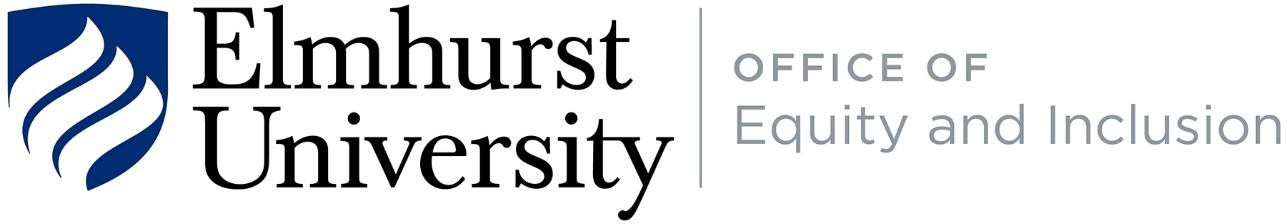 Elmhurst
University
OFFICE OF
Equity and Inclusion